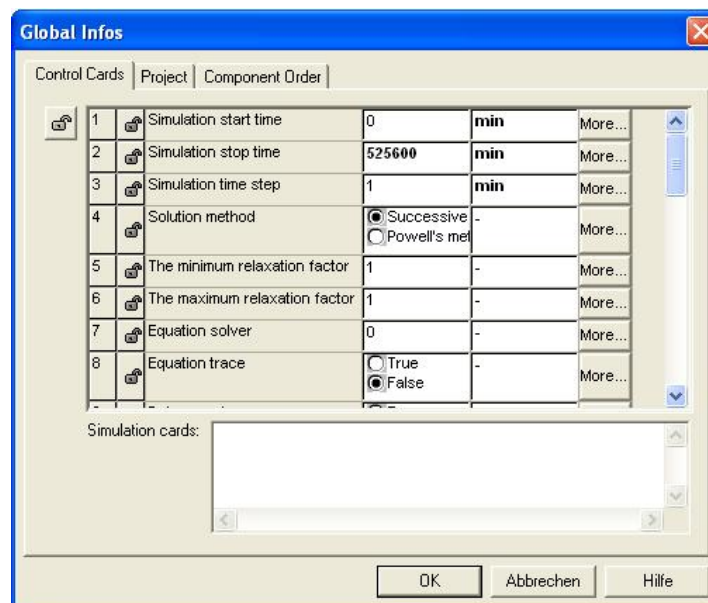 Global Infos
Control Cards Project Component Order
1 Simulation start time 0 min More...
2 Simulation stop time 525600 min More...
3 Simulation time step 1 min More...
4 Solution method Successive - More...
Powell's met
5 The minimum relaxation factor 1 - More...
6 The maximum relaxation factor 1 - More...
7 Equation solver 0 - More...
8 Equation trace True - More...
False
Simulation cards:
OK Abbrechen Hilfe